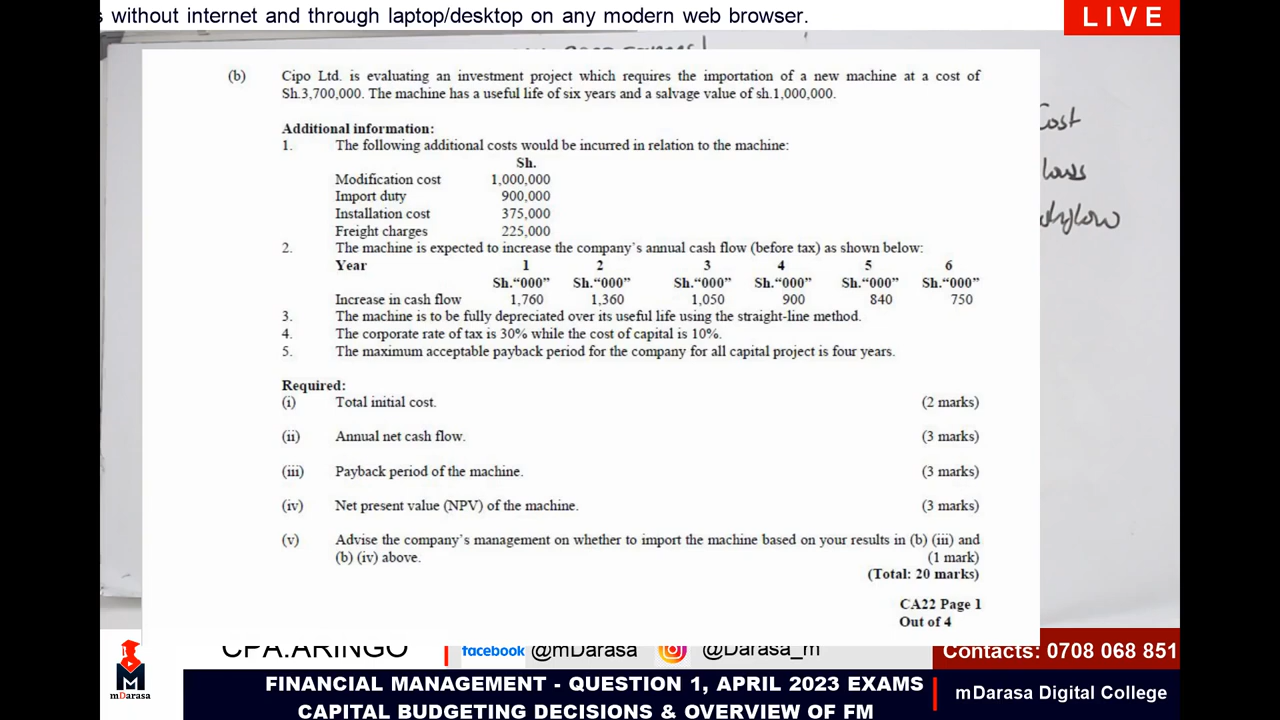 s without internet and through laptop/desktop on any modern web browser.
LIVE
(b) Cipo Ltd. is evaluating an investment project which requires the importation of a new machine at a cost of
Sh.3,700,000. The machine has a useful life of six years and a salvage value of sh.1,000,000.
Cost
Additional information:
1. The following additional costs would be incurred in relation to the machine:
Sh.
Modification cost 1,000,000
Import duty 900,000
Installation cost 375,000
Freight charges 225,000
2. The machine is expected to increase the company's annual cash flow (before tax) as shown below:
Year 1 2 3 4 5 6
Sh."000" Sh."000" Sh."000" Sh."000" Sh."000" Sh."000"
Increase in cash flow 1,760 1,360 1,050 900 840 750
3. The machine is to be fully depreciated over its useful life using the straight-line method.
4. The corporate rate of tax is 30% while the cost of capital is 10%.
5. The maximum acceptable payback period for the company for all capital project is four years.
Required:
(i) Total initial cost. (2 marks)
(ii) Annual net cash flow. (3 marks)
(iii) Payback period of the machine. (3 marks)
(iv) Net present value (NPV) of the machine. (3 marks)
(v) Advise the company's management on whether to import the machine based on your results in (b) (iii) and
(b) (iv) above. (1 mark)
(Total: 20 marks)
CA22 Page 1
Out of 4
CPA.ARINGO
facebook @mDarasa
@Darasa_m
Contacts: 0708 068 851
mDarasa
FINANCIAL MANAGEMENT - QUESTION 1, APRIL 2023 EXAMS
CAPITAL BUDGETING DECISIONS & OVERVIEW OF FM
mDarasa Digital College